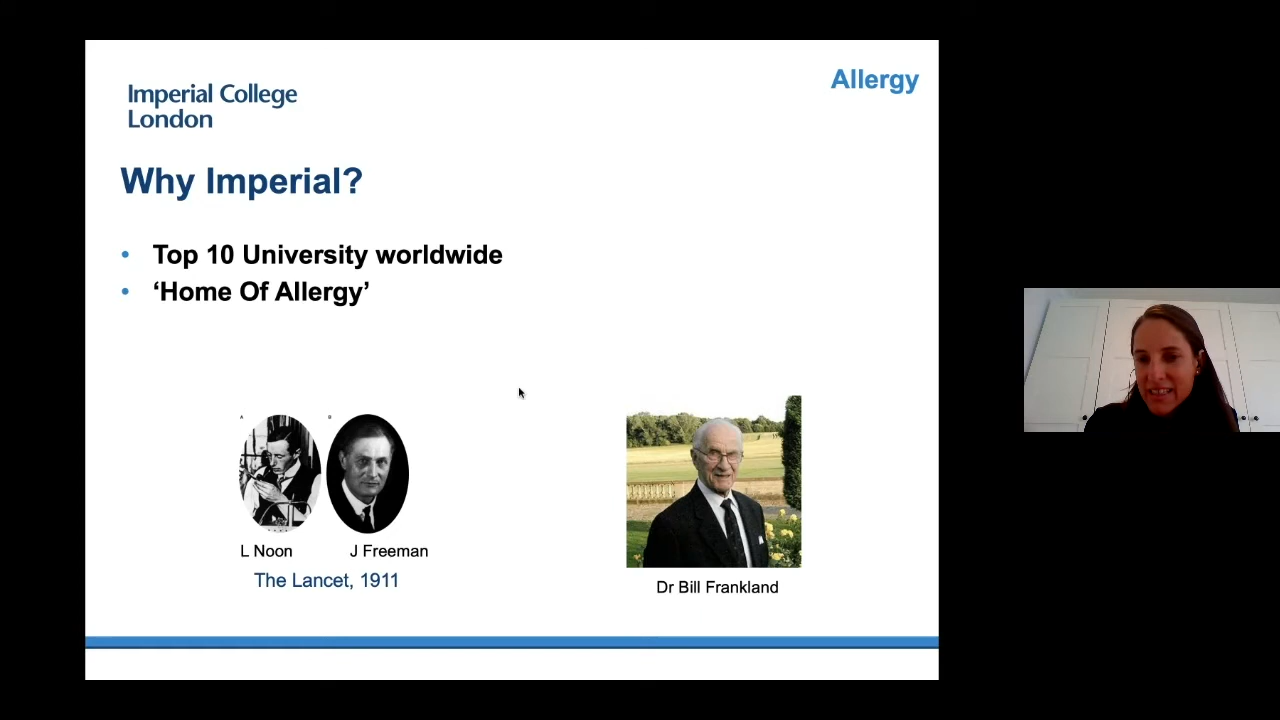 Imperial College
London
Allergy
Why Imperial?
• Top 10 University worldwide
• ‘Home Of Allergy’
A
B
L Noon
J Freeman
The Lancet, 1911
Dr Bill Frankland